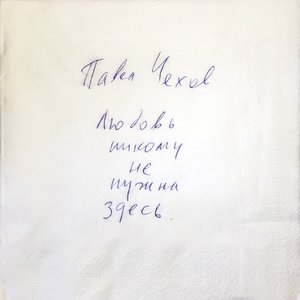 Павел Чехов
Любовь
никому
не
нужна
здесь.